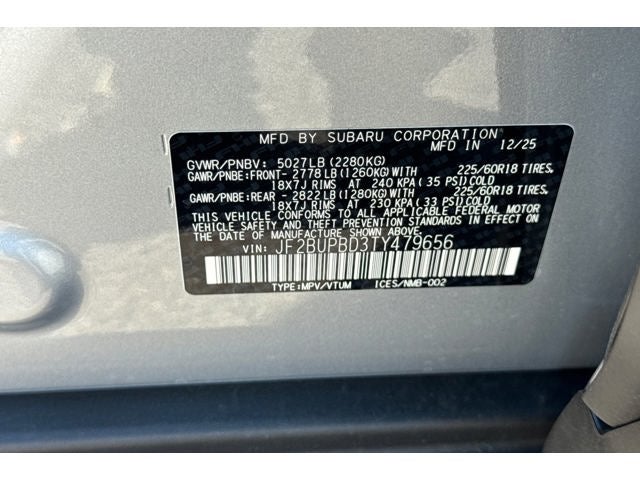 MFD BY SUBARU CORPORATION
MFD IN 12/25
GVWR/PNBV: 5027LB(2280KG)
GAWR/PNBE:FRONT- 2778LB(1260KG)WITH 225/60R18 TIRES,
18X7J RIMS AT 240 KPA(35 PSI)COLD
GAWR/PNBE:REAR - 2822LB(1280KG)WITH 225/60R18 TIRES,
18X7J RIMS AT 230 KPA(33 PSI)COLD
THIS VEHICLE CONFORMS TO ALL APPLICABLE FEDERAL MOTOR
VEHICLE SAFETY AND THEFT PREVENTION STANDARDS IN EFFECT ON
THE DATE OF MANUFACTURE SHOWN ABOVE.
VIN: JF2BUPBD3TY479656
TYPE:MPV/VTUM ICES/NMB-002